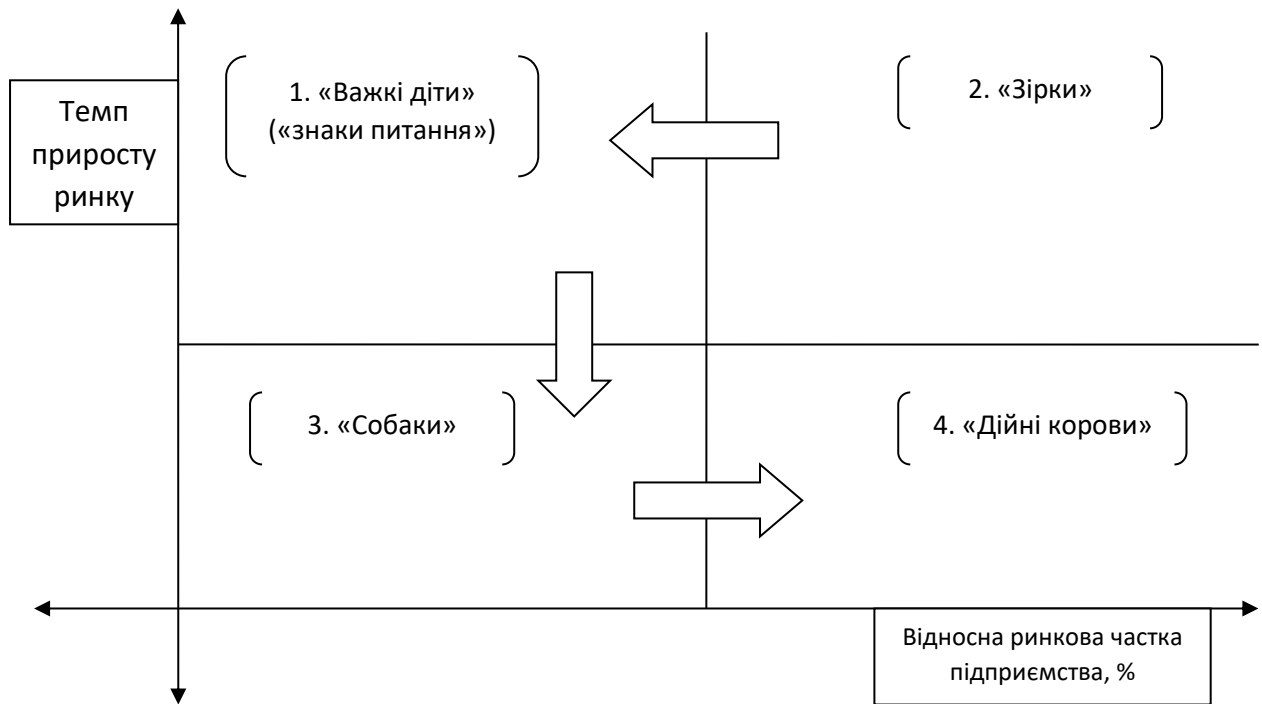 Темп
приросту
ринку
1. «Важкі діти»
(«знаки питання»)
2. «Зірки»
3. «Собаки»
4. «Дійні корови»
Відносна ринкова частка
підприємства, %